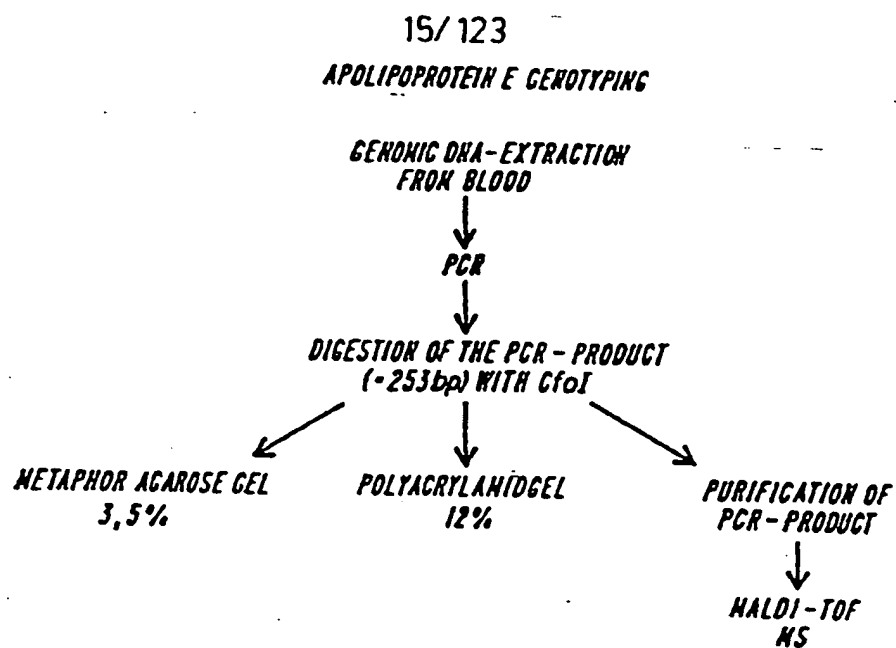 15/123
APOLIPOPROTEIN E GENOTYPING
GENOMIC DNA-EXTRACTION
FROM BLOOD
PCR
DIGESTION OF THE PCR-PRODUCT
(=253bp) WITH CfoI
METAPHOR AGAROSE GEL
3,5%
POLYACRYLAMIDGEL
12%
PURIFICATION OF
PCR-PRODUCT
MALDI-TOF
MS